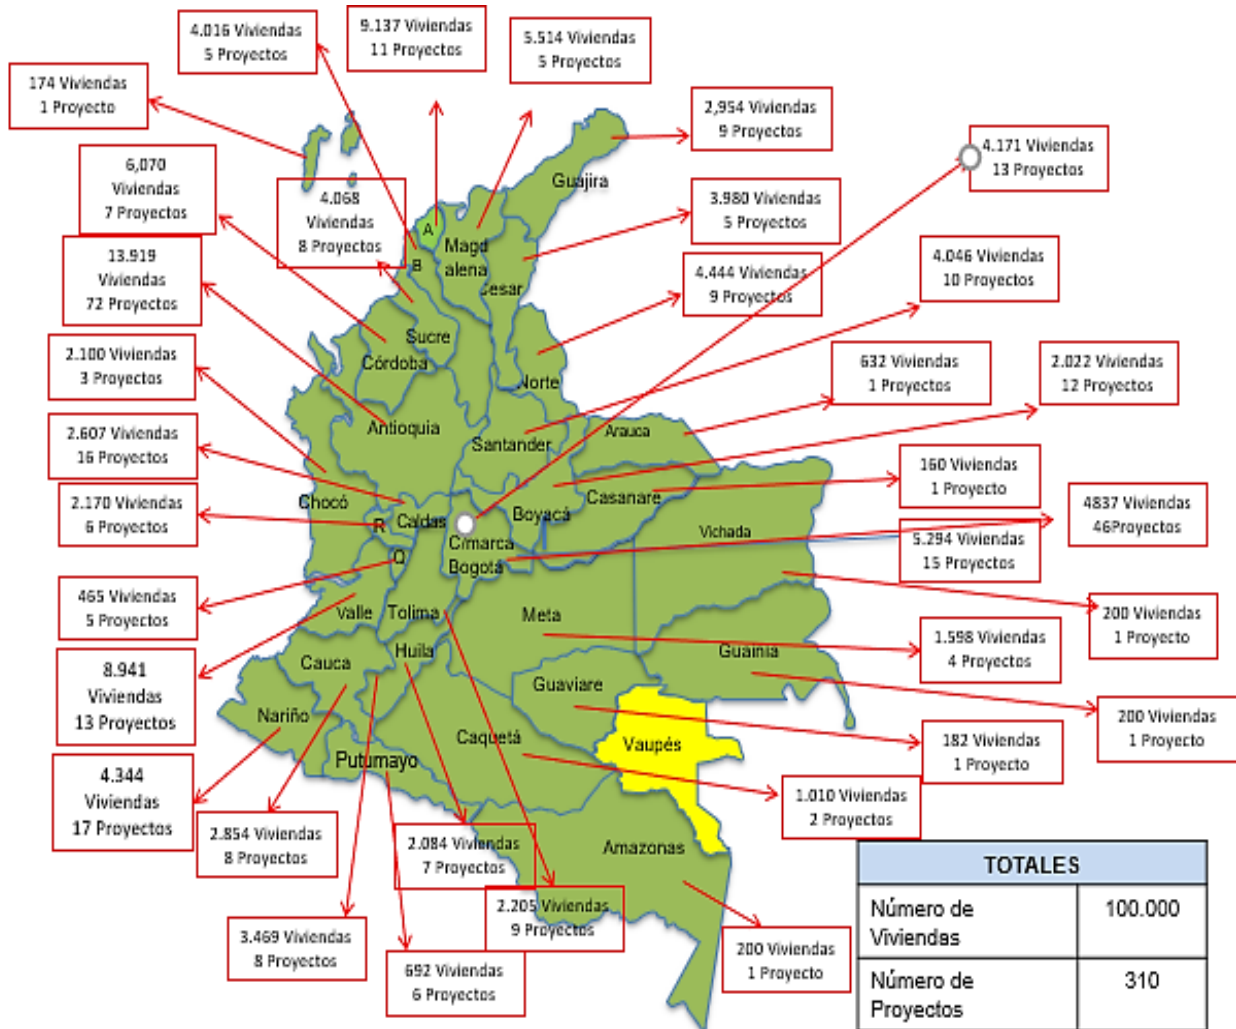 4.016 Viviendas
5 Proyectos
9.137 Viviendas
11 Proyectos
5.514 Viviendas
5 Proyectos
174 Viviendas
1 Proyecto
2,954 Viviendas
9 Proyectos
4.171 Viviendas
13 Proyectos
6,070
Viviendas
7 Proyectos
4.068
Viviendas
8 Proyectos
3.980 Viviendas
5 Proyectos
13.919
Viviendas
72 Proyectos
4.444 Viviendas
9 Proyectos
4.046 Viviendas
10 Proyectos
2.100 Viviendas
3 Proyectos
632 Viviendas
1 Proyectos
2.022 Viviendas
12 Proyectos
2.607 Viviendas
16 Proyectos
160 Viviendas
1 Proyecto
2.170 Viviendas
6 Proyectos
4837 Viviendas
46Proyectos
5.294 Viviendas
15 Proyectos
465 Viviendas
5 Proyectos
200 Viviendas
1 Proyecto
8.941
Viviendas
13 Proyectos
1.598 Viviendas
4 Proyectos
200 Viviendas
1 Proyecto
4.344
Viviendas
17 Proyectos
182 Viviendas
1 Proyecto
1.010 Viviendas
2 Proyectos
2.854 Viviendas
8 Proyectos
2.084 Viviendas
7 Proyectos
2.205 Viviendas
9 Proyectos
3.469 Viviendas
8 Proyectos
692 Viviendas
6 Proyectos
200 Viviendas
1 Proyecto
Guajira
A
Magd
alena
B
Cesar
Sucre
Córdoba
Norte
Antioquia
Santander
Arauca
Chocó
Caldas
Casanare
Boyacá
R
Vichada
Cimarca
Bogotá
Q
Valle
Tolima
Meta
Huila
Cauca
Guainia
Guaviare
Nariño
Caquetá
Vaupés
Putumayo
Amazonas
TOTALES
Número de
Viviendas
100.000
Número de
Proyectos
310